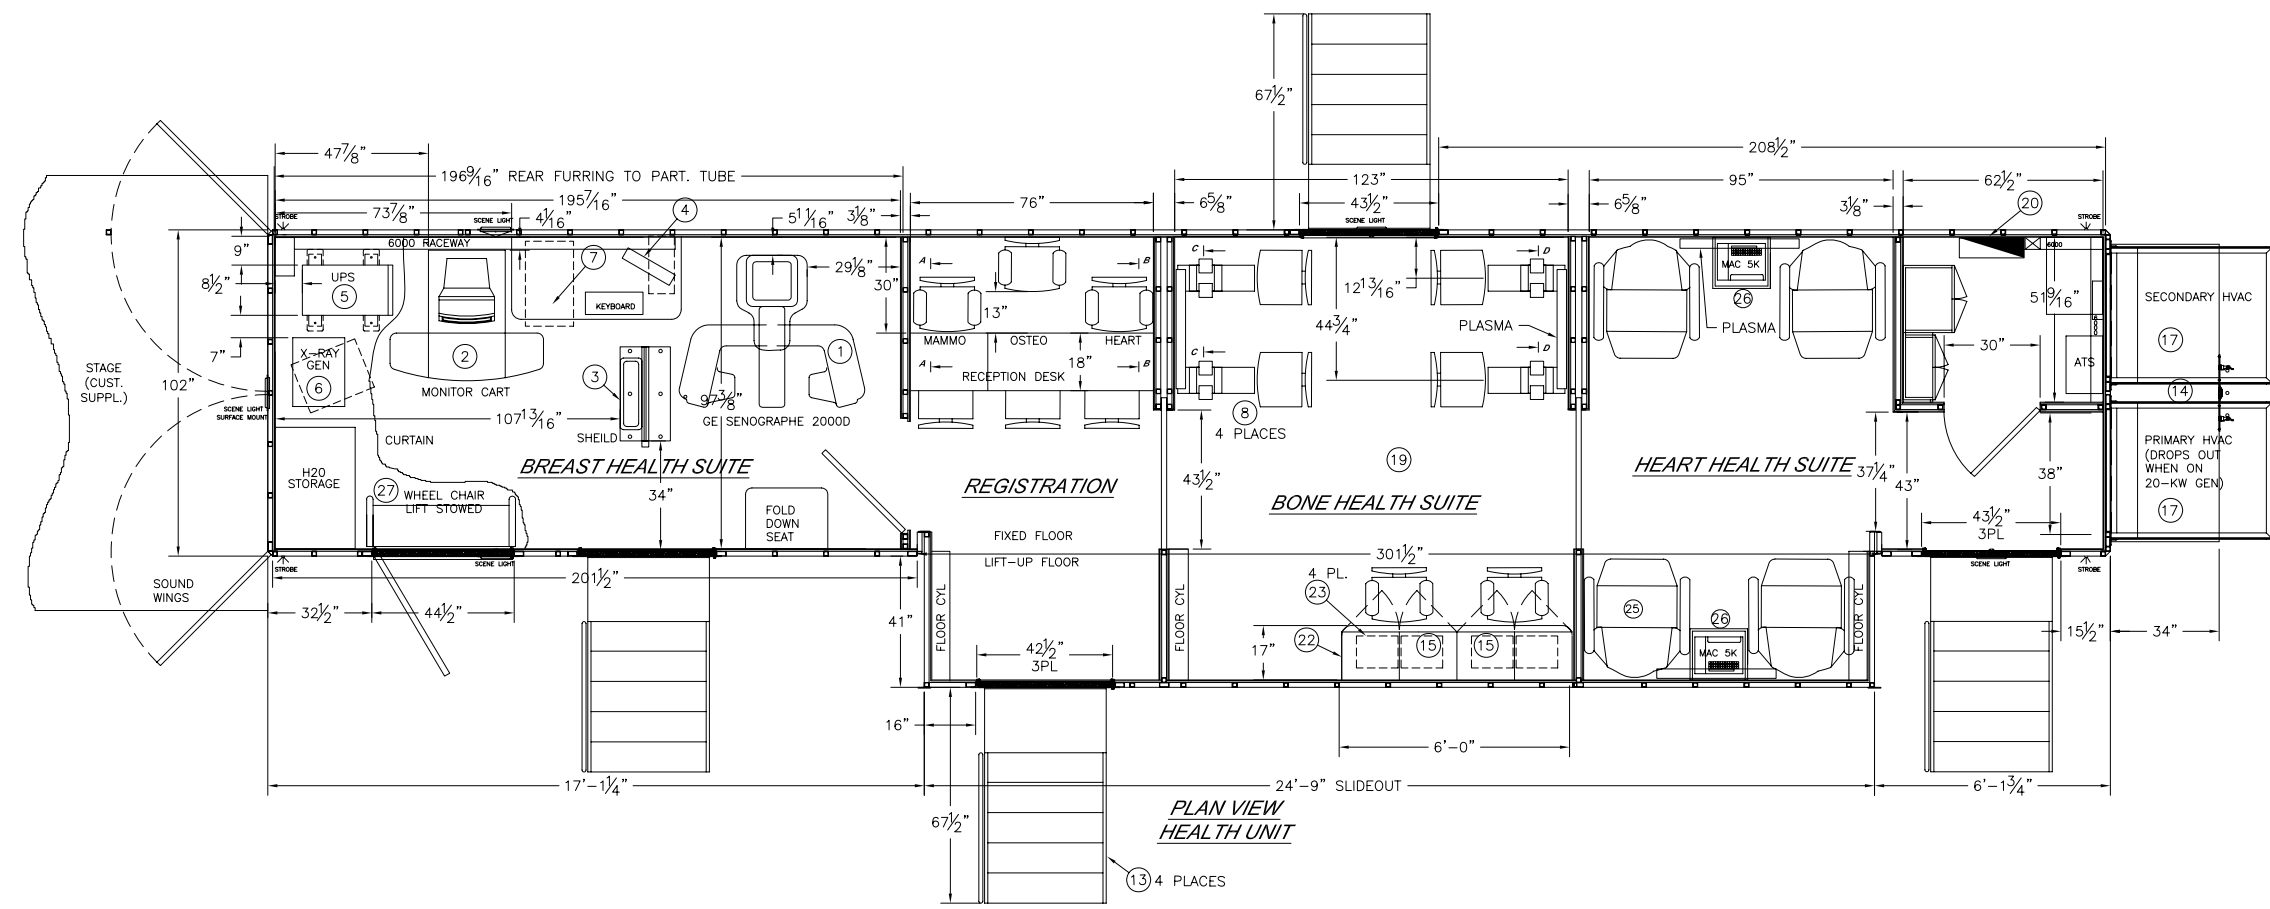 67½"
47⅞"
208½"
196 9/16" REAR FURRING TO PART. TUBE
123"
95"
62½"
195 7/16"
76"
6⅝"
43½"
6⅝"
3⅛"
20
73⅞"
SCENE LIGHT
4 1/16"
4
5 11/16"
3⅛"
SCENE LIGHT
STROBE
STROBE
6000 RACEWAY
6000
9"
7
29⅛"
30"
A
B
C
D
MAC 5K
26
8½"
UPS
5
KEYBOARD
13"
12 13/16"
51 9/16"
SECONDARY HVAC
17
PLASMA
PLASMA
44¾"
7"
X-RAY
GEN
6
2
1
MAMMO
OSTEO
HEART
18"
30"
ATS
STAGE
(CUST.
SUPPL.)
102"
MONITOR CART
3
A
B
RECEPTION DESK
C
D
14
SCENE LIGHT
SURFACE MOUNT
107 13/16"
97⅜"
GE SENOGRAPHE 2000D
8
4 PLACES
SHEILD
CURTAIN
PRIMARY HVAC
(DROPS OUT
WHEN ON
20-KW GEN)
17
H20
STORAGE
BREAST HEALTH SUITE
REGISTRATION
43½"
19
BONE HEALTH SUITE
HEART HEALTH SUITE
37¼"
43"
38"
27
WHEEL CHAIR
LIFT STOWED
34"
FOLD
DOWN
SEAT
43½"
3PL
FIXED FLOOR
LIFT-UP FLOOR
301½"
STROBE
SCENE LIGHT
SCENE LIGHT
STROBE
SOUND
WINGS
201½"
32½"
44½"
41"
FLOOR CYL
FLOOR CYL
4 PL.
23
22
17"
15
15
25
26
MAC 5K
FLOOR CYL
15½"
34"
42½"
3PL
16"
6'-0"
17'-1¼"
24'-9" SLIDEOUT
6'-1¾"
67½"
PLAN VIEW
HEALTH UNIT
13
4 PLACES